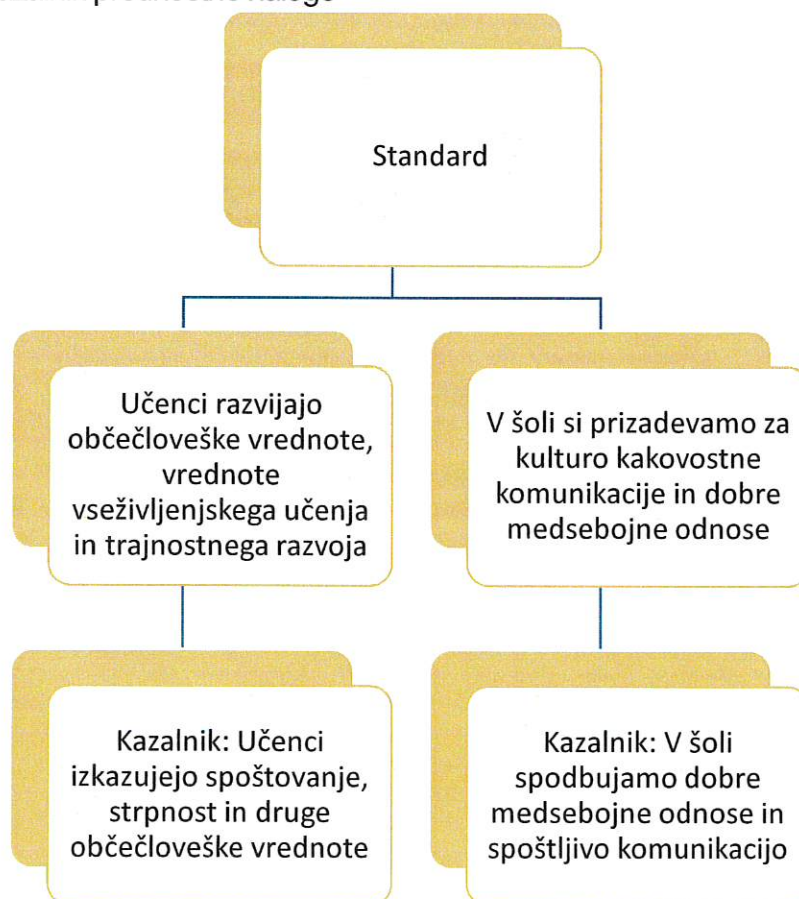 Standard
Učenci razvijajo
občečloveške vrednote,
vrednote
vseživljenjskega učenja
in trajnostnega razvoja
V šoli si prizadevamo za
kulturo kakovostne
komunikacije in dobre
medsebojne odnose
Kazalnik: Učenci
izkazujejo spoštovanje,
strpnost in druge
občečloveške vrednote
Kazalnik: V šoli
spodbujamo dobre
medsebojne odnose in
spoštljivo komunikacijo